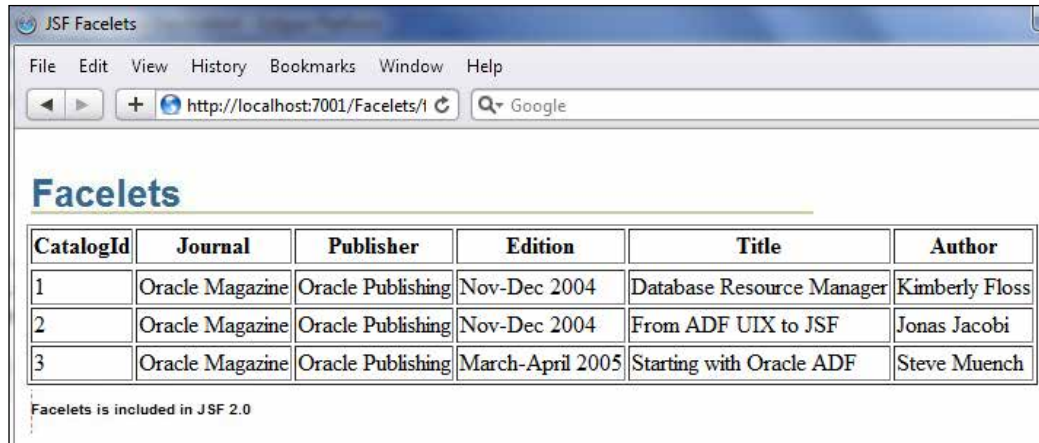 JSF Facelets
File Edit View History Bookmarks Window Help
http://localhost:7001/Facelets/f Google
Facelets
CatalogId Journal Publisher Edition Title Author
1 Oracle Magazine Oracle Publishing Nov-Dec 2004 Database Resource Manager Kimberly Floss
2 Oracle Magazine Oracle Publishing Nov-Dec 2004 From ADF UIX to JSF Jonas Jacobi
3 Oracle Magazine Oracle Publishing March-April 2005 Starting with Oracle ADF Steve Muench
Facelets is included in JSF 2.0